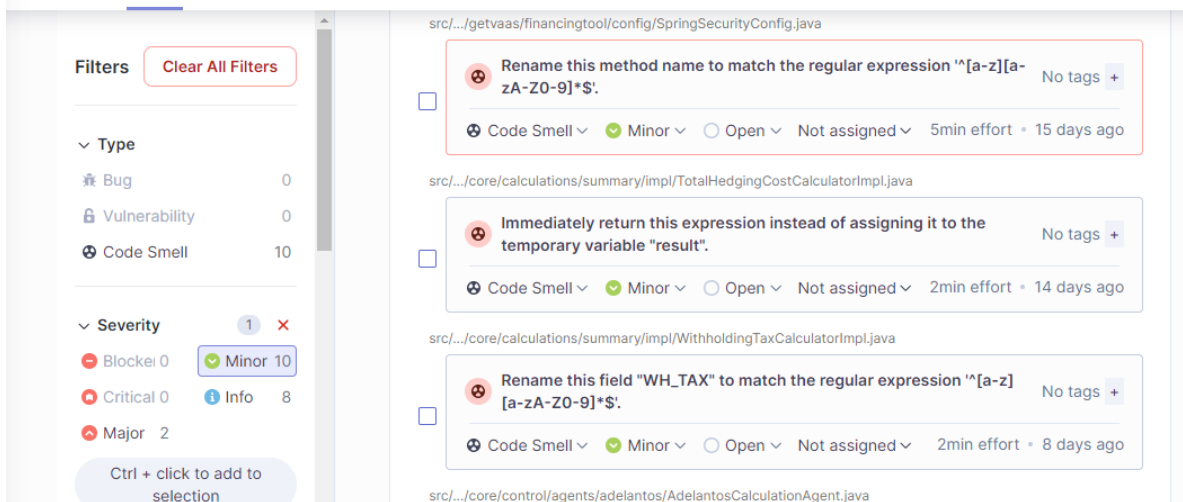 src/.../getvaas/financingtool/config/SpringSecurityConfig.java
Filters
Clear All Filters
Rename this method name to match the regular expression '^[a-z][a-
zA-Z0-9]*$'.
No tags +
Code Smell
Minor
Open
Not assigned
5min effort • 15 days ago
Type
Bug 0
Vulnerability 0
Code Smell 10
src/.../core/calculations/summary/impl/TotalHedgingCostCalculatorImpl.java
Immediately return this expression instead of assigning it to the
temporary variable "result".
No tags +
Code Smell
Minor
Open
Not assigned
2min effort • 14 days ago
Severity 1
Blocker 0
Minor 10
Critical 0
Info 8
Major 2
Ctrl + click to add to
selection
src/.../core/calculations/summary/impl/WithholdingTaxCalculatorImpl.java
Rename this field "WH_TAX" to match the regular expression '^[a-z]
[a-zA-Z0-9]*$'.
No tags +
Code Smell
Minor
Open
Not assigned
2min effort • 8 days ago
src/.../core/control/agents/adelantos/AdelantosCalculationAgent.java